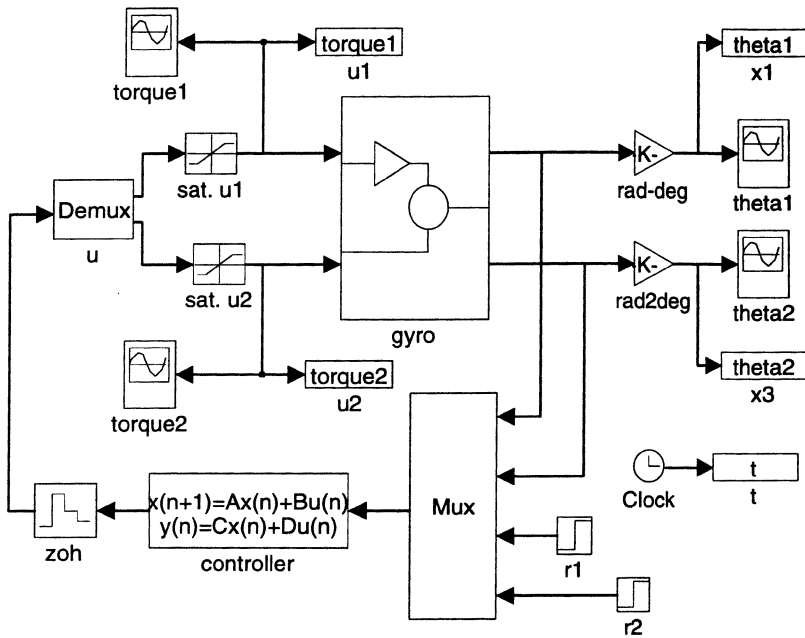 torque1
u1
torque1
theta1
x1
sat. u1
K-
rad-deg
theta1
Demux
u
sat. u2
gyro
K-
rad2deg
theta2
torque2
torque2
u2
theta2
x3
x(n+1)=Ax(n)+Bu(n)
y(n)=Cx(n)+Du(n)
controller
zoh
Mux
Clock
t
t
r1
r2